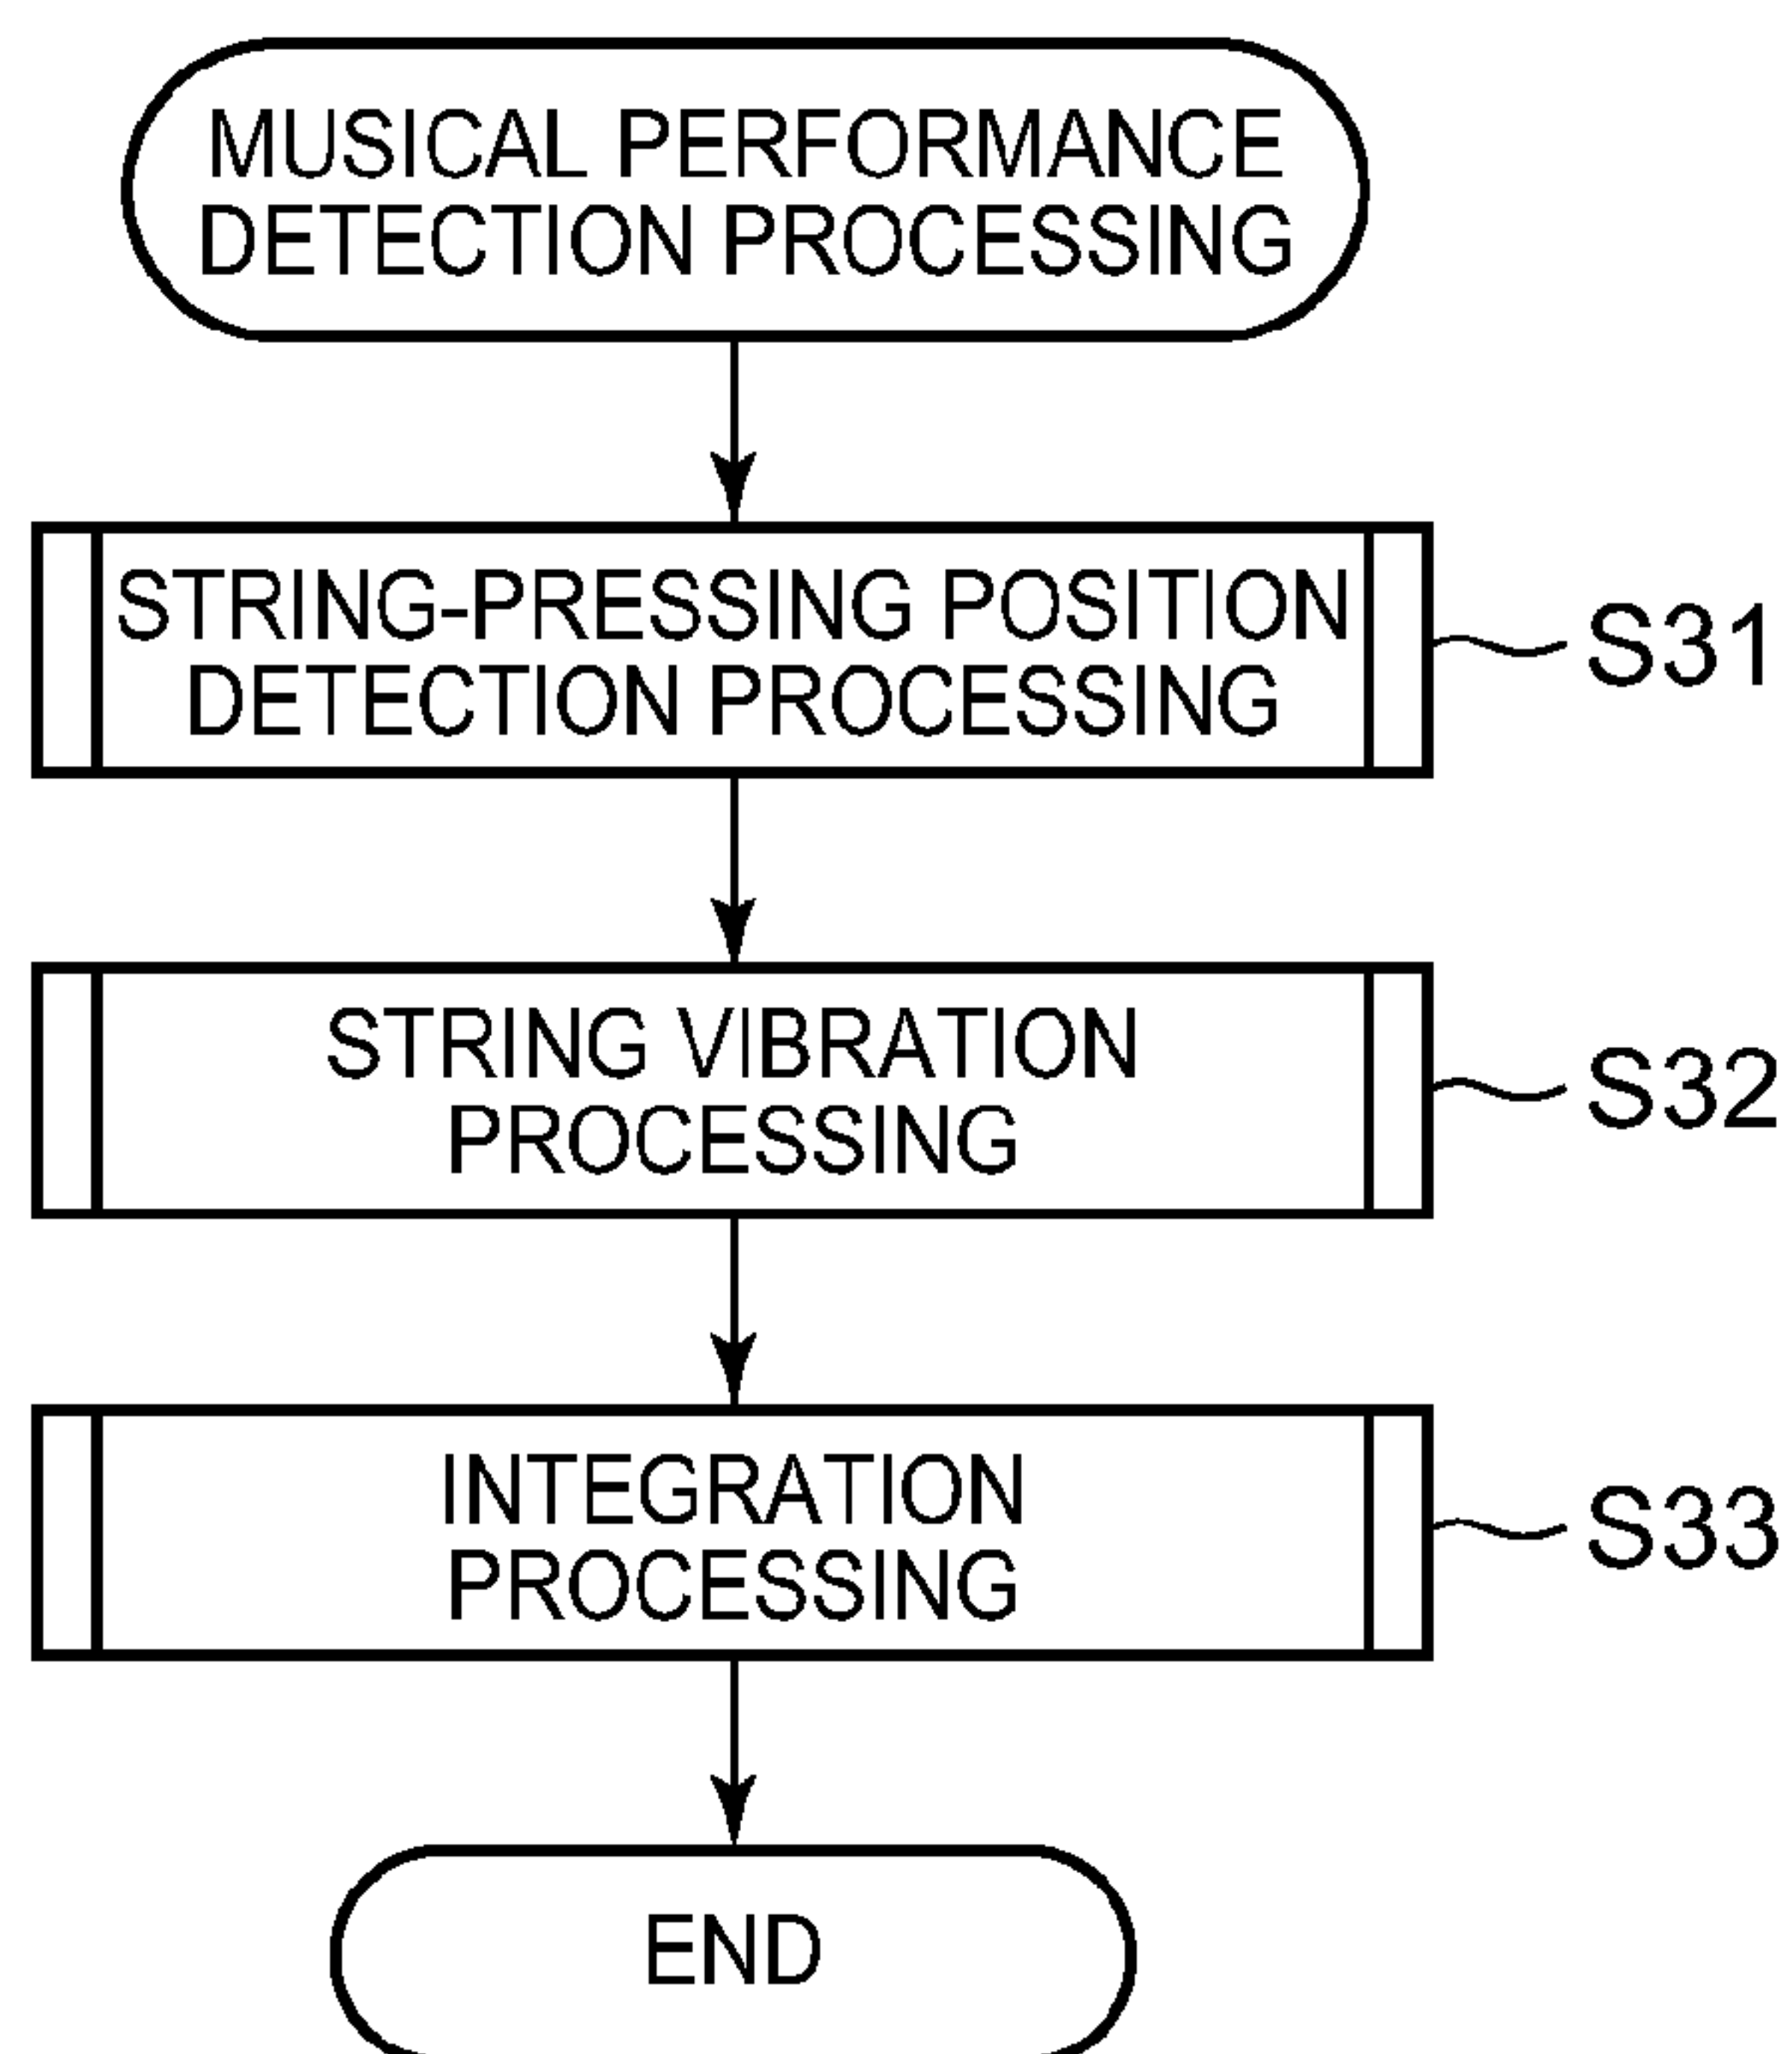 MUSICAL PERFORMANCE
DETECTION PROCESSING
STRING-PRESSING POSITION
DETECTION PROCESSING
S31
STRING VIBRATION
PROCESSING
S32
INTEGRATION
PROCESSING
S33
END